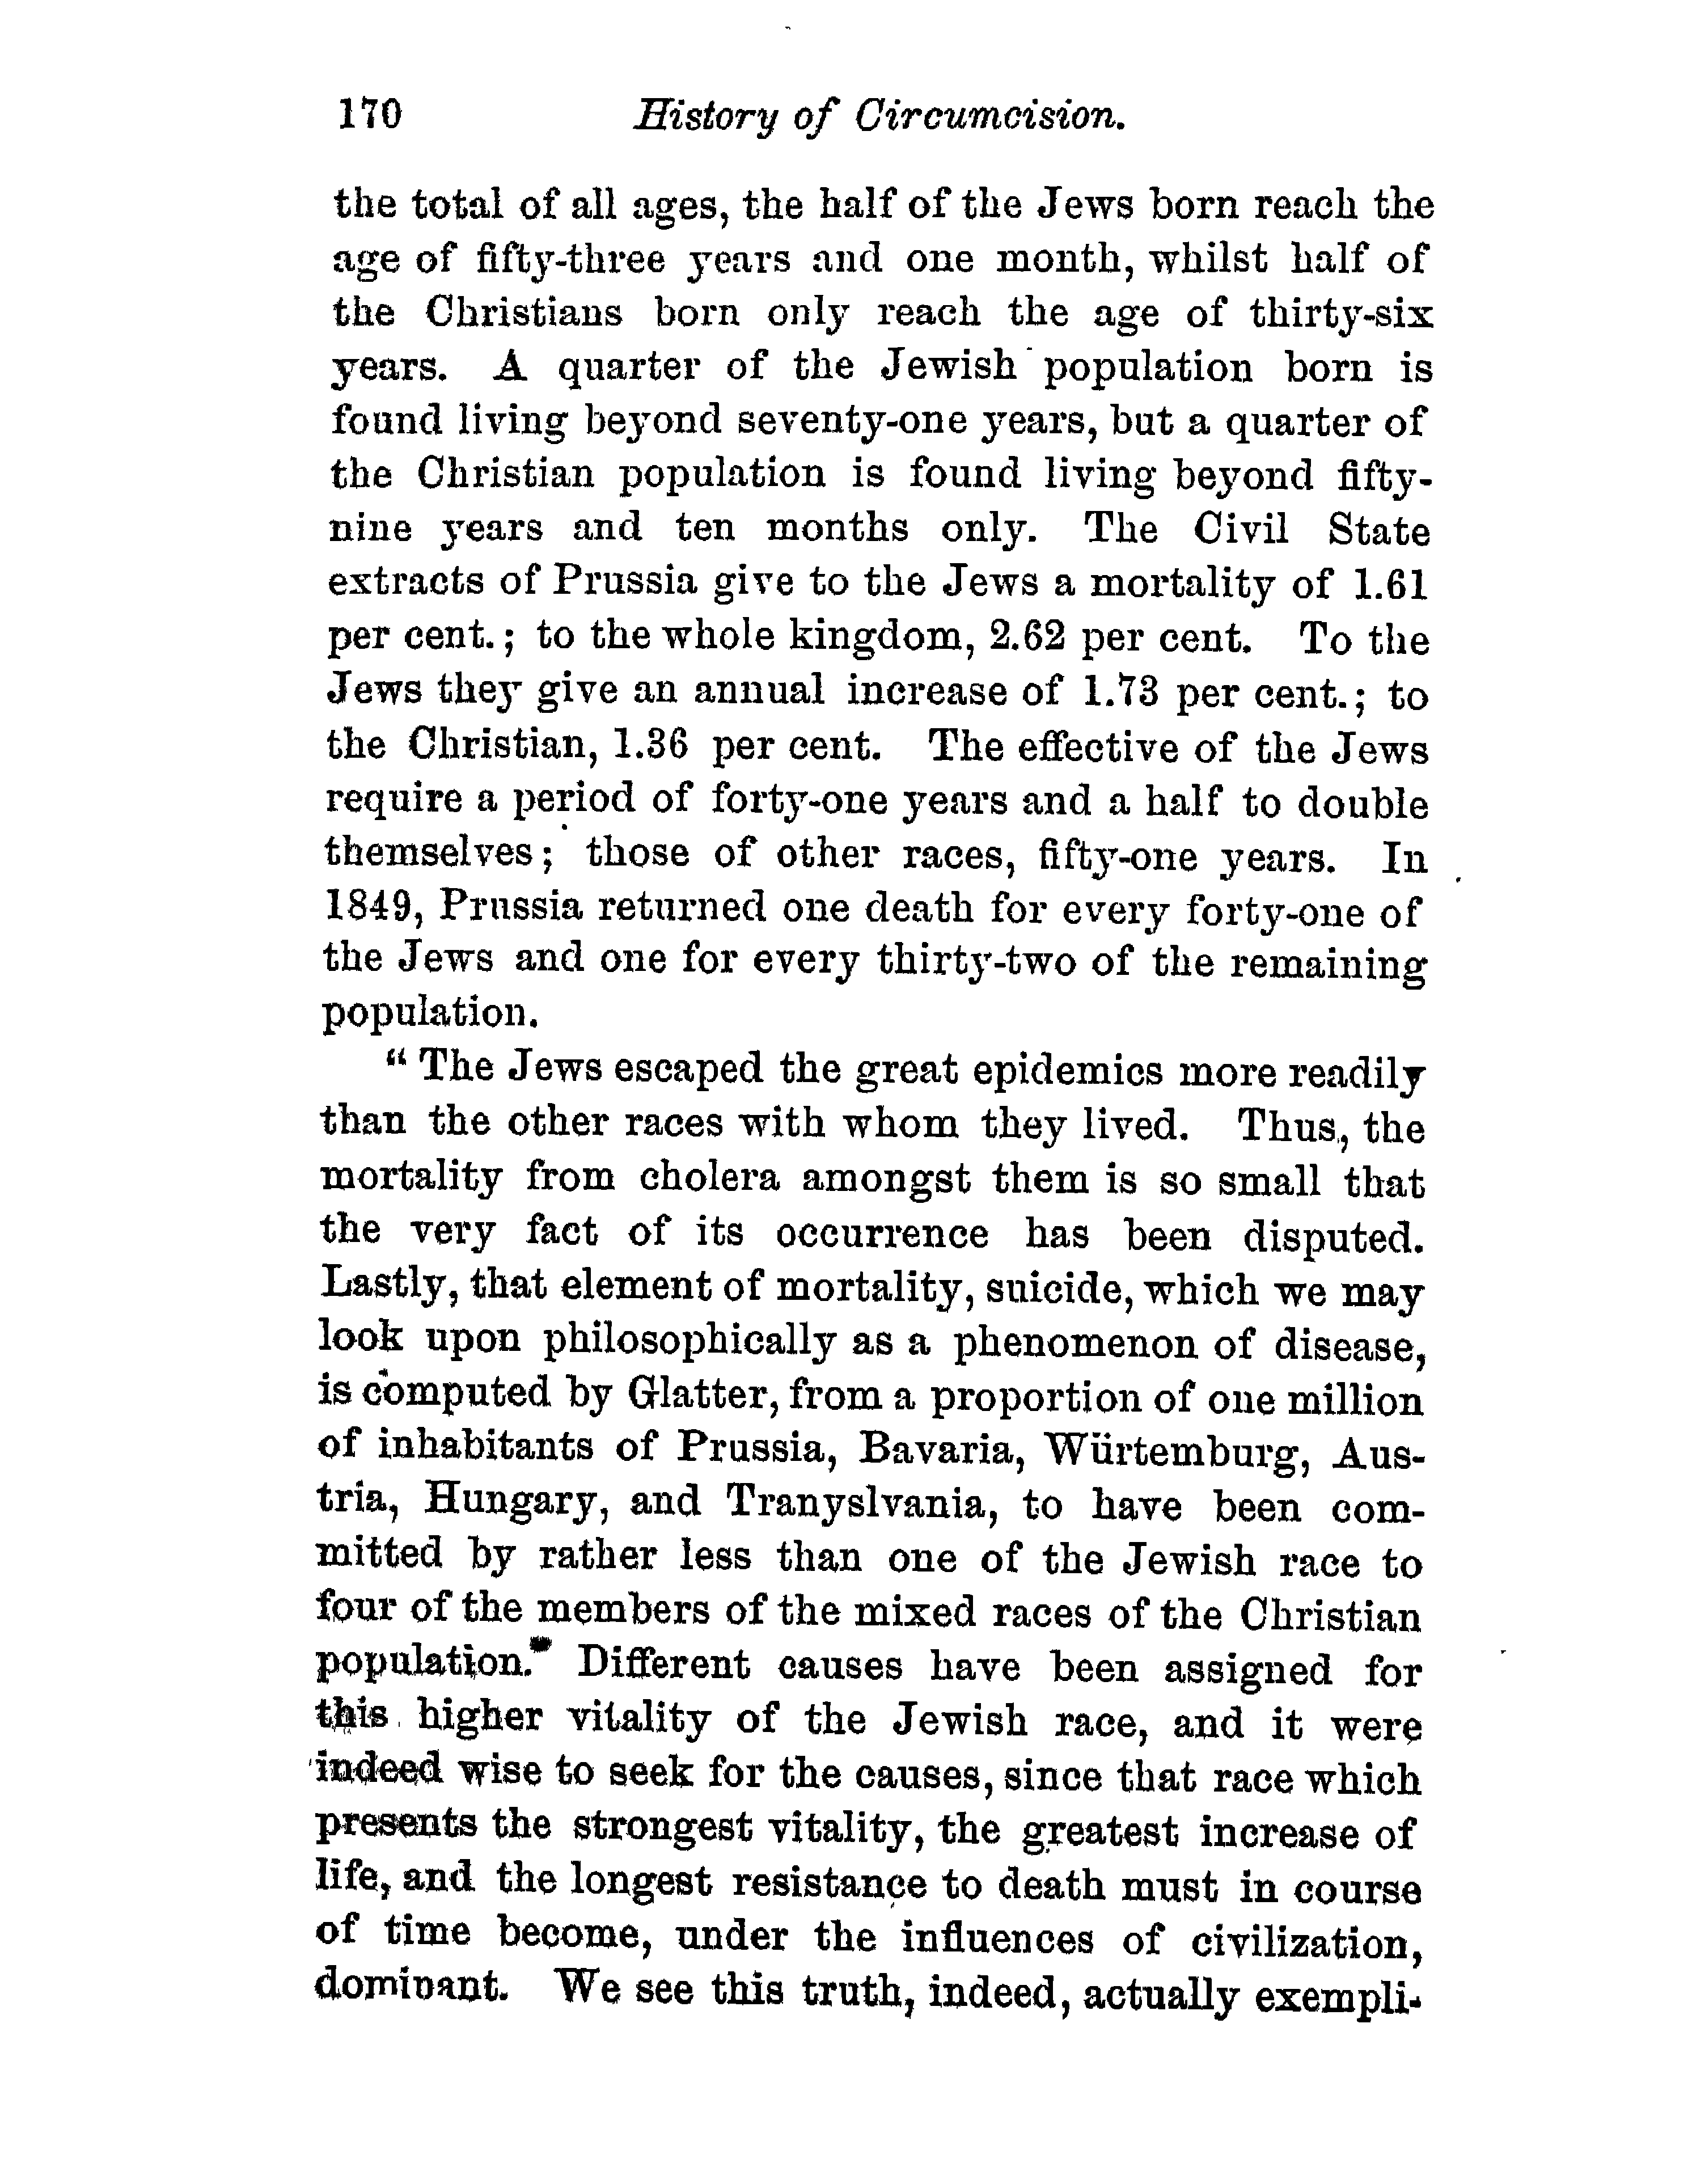 170 History of Circumcision.
the total of all ages, the half of the Jews born reach the
age of fifty-three years and one month, whilst half of
the Christians born only reach the age of thirty-six
years. A quarter of the Jewish population born is
found living beyond seventy-one years, but a quarter of
the Christian population is found living beyond fifty-
nine years and ten months only. The Civil State
extracts of Prussia give to the Jews a mortality of 1.61
per cent.; to the whole kingdom, 2.62 per cent. To the
Jews they give an annual increase of 1.73 per cent.; to
the Christian, 1.36 per cent. The effective of the Jews
require a period of forty-one years and a half to double
themselves; those of other races, fifty-one years. In
1849, Prussia returned one death for every forty-one of
the Jews and one for every thirty-two of the remaining
population.
“ The Jews escaped the great epidemics more readily
than the other races with whom they lived. Thus, the
mortality from cholera amongst them is so small that
the very fact of its occurrence has been disputed.
Lastly, that element of mortality, suicide, which we may
look upon philosophically as a phenomenon of disease,
is computed by Glatter, from a proportion of one million
of inhabitants of Prussia, Bavaria, Würtemburg, Aus-
tria, Hungary, and Tranyslvania, to have been com-
mitted by rather less than one of the Jewish race to
four of the members of the mixed races of the Christian
population. Different causes have been assigned for
this higher vitality of the Jewish race, and it were
indeed wise to seek for the causes, since that race which
presents the strongest vitality, the greatest increase of
life, and the longest resistance to death must in course
of time become, under the influences of civilization,
dominant. We see this truth, indeed, actually exempli-